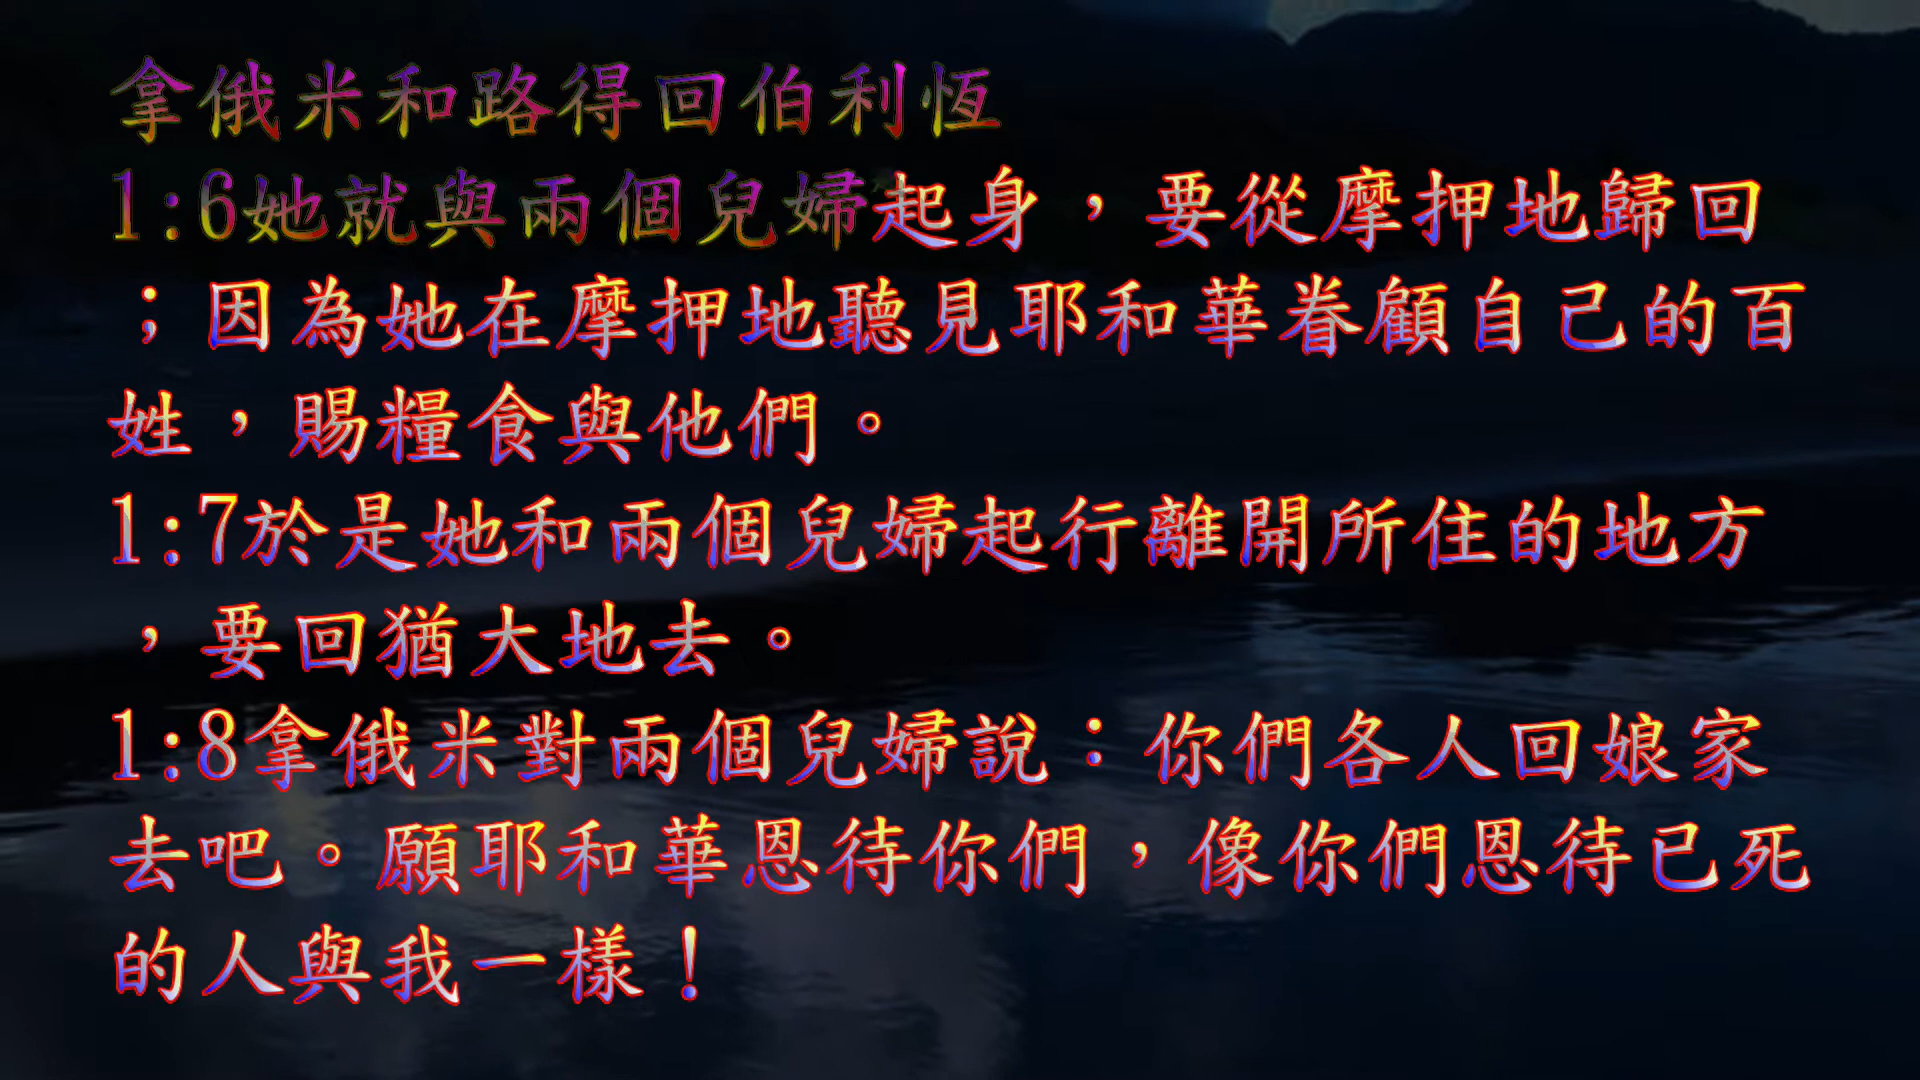 拿俄米和路得回伯利恆
1:6她就與兩個兒婦起身，要從摩押地歸回
；因為她在摩押地聽見耶和華眷顧自己的百
姓，賜糧食與他們。
1:7於是她和兩個兒婦起行離開所住的地方
，要回猶大地去。
1:8拿俄米對兩個兒婦說：你們各人回娘家
去吧。願耶和華恩待你們，像你們恩待已死
的人與我一樣！